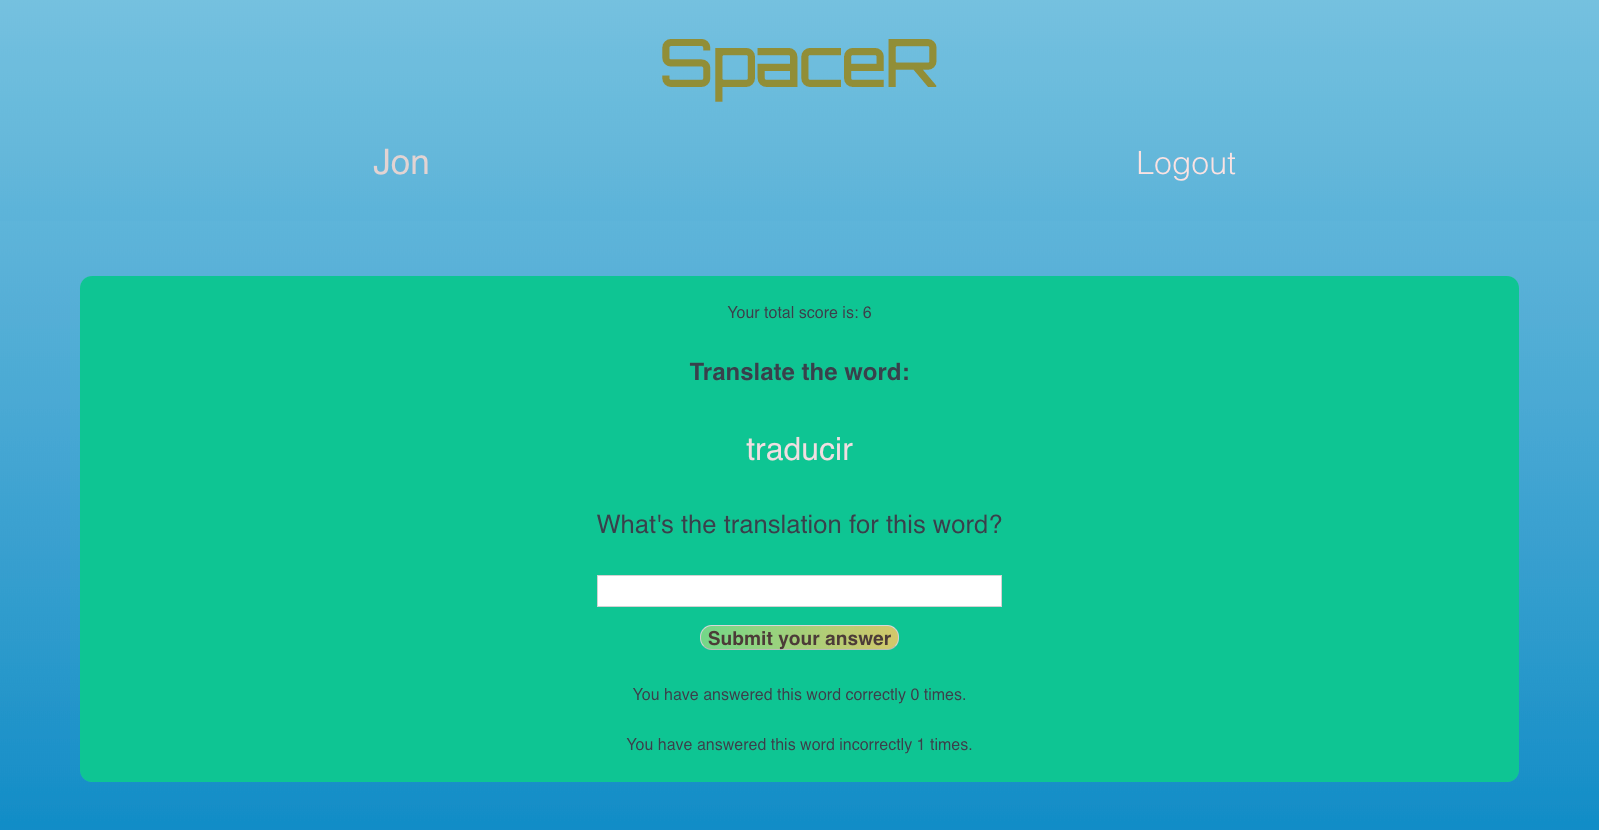 SpaceR
Jon
Logout
Your total score is: 6
Translate the word:
traducir
What's the translation for this word?
Submit your answer
You have answered this word correctly 0 times.
You have answered this word incorrectly 1 times.